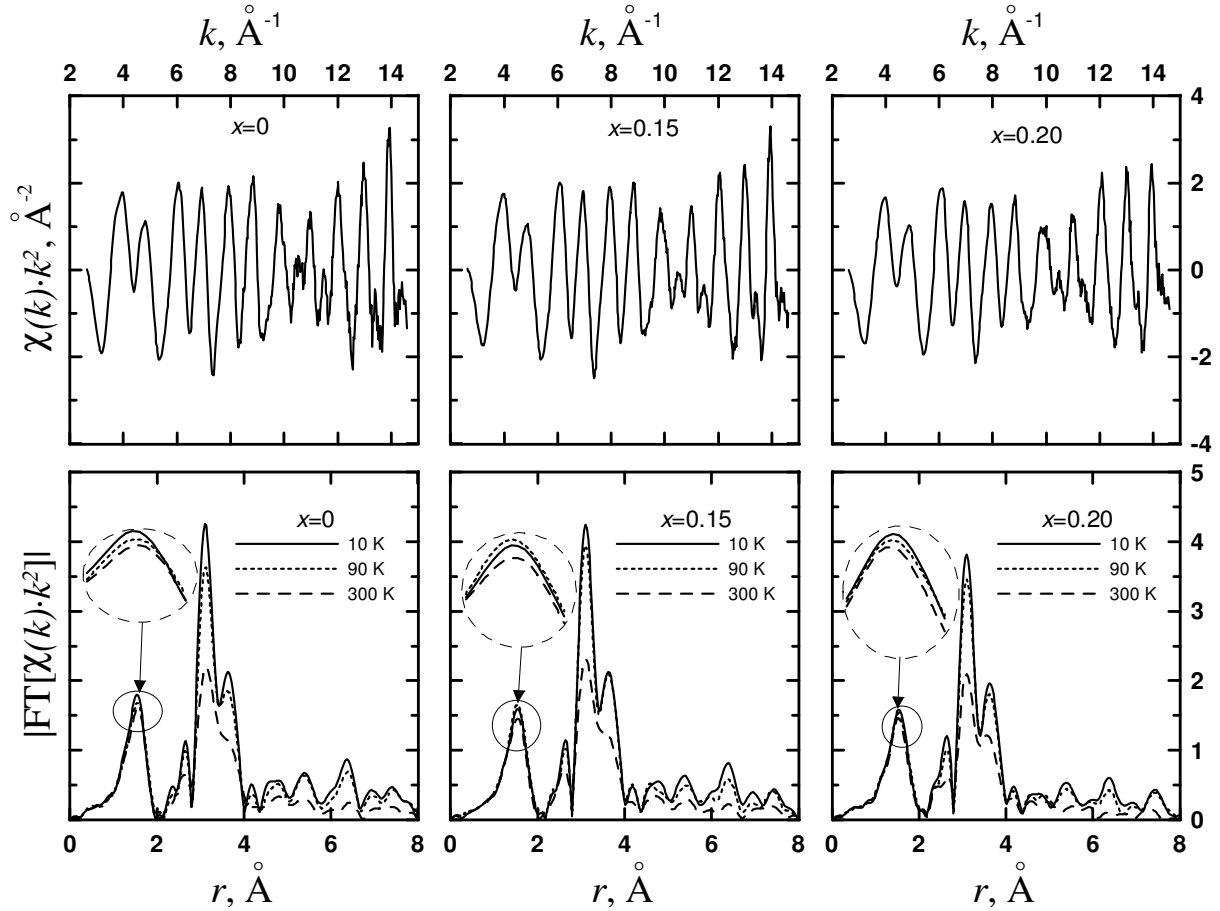 k, Å⁻¹ k, Å⁻¹ k, Å⁻¹
2 4 6 8 10 12 14 2 4 6 8 10 12 14 2 4 6 8 10 12 14
χ(k)·k², Å⁻²
x=0 x=0.15 x=0.20
4
2
0
-2
-4
|FT[χ(k)·k²]|
x=0 x=0.15 x=0.20
10 K 10 K 10 K
90 K 90 K 90 K
300 K 300 K 300 K
5
4
3
2
1
0
0 2 4 6 8 0 2 4 6 8 0 2 4 6 8
r, Å r, Å r, Å